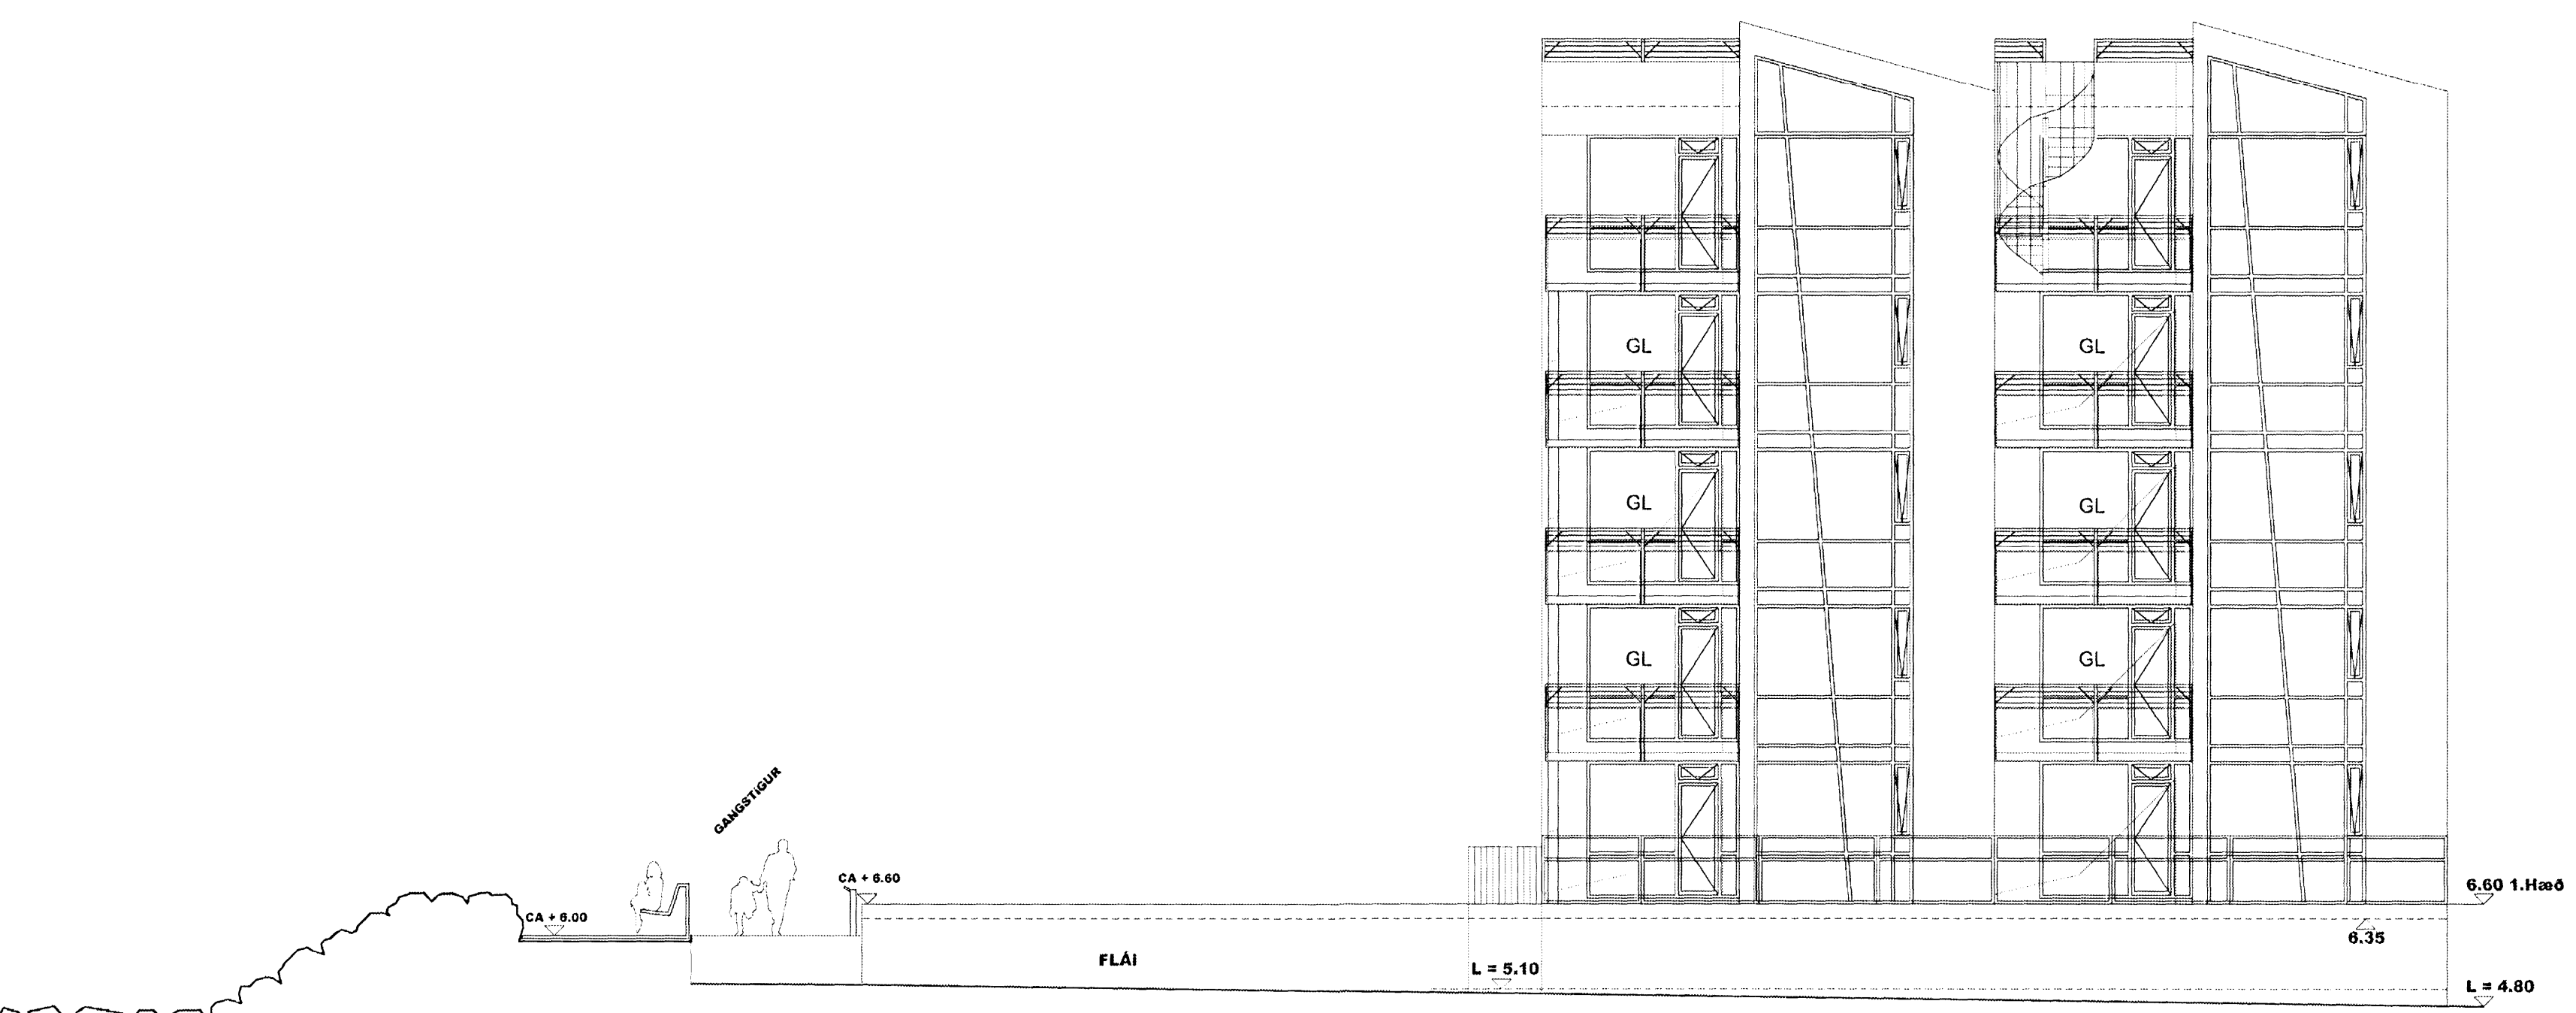 GL
GL
GL
GL
GL
GL
GANGSTÍGUR
CA + 6.60
6.60 1.Hæð
CA + 6.00
6.35
FLÁi
L = 5.10
L = 4.80